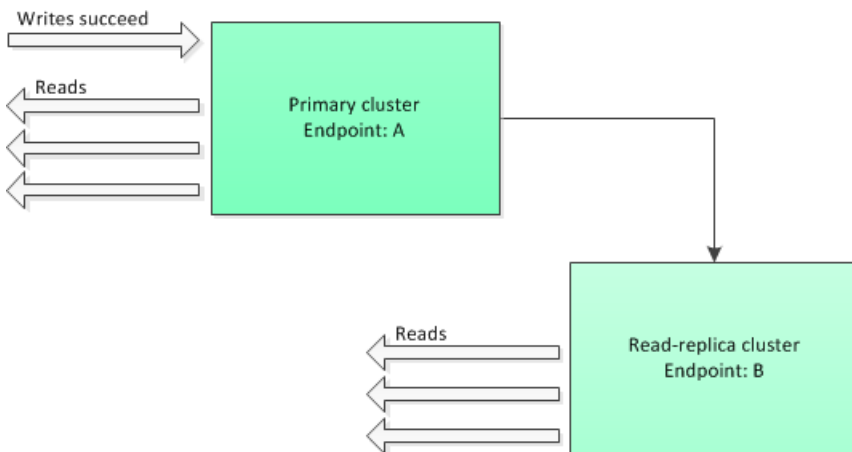 Writes succeed
Reads
Primary cluster
Endpoint: A
Reads
Read-replica cluster
Endpoint: B